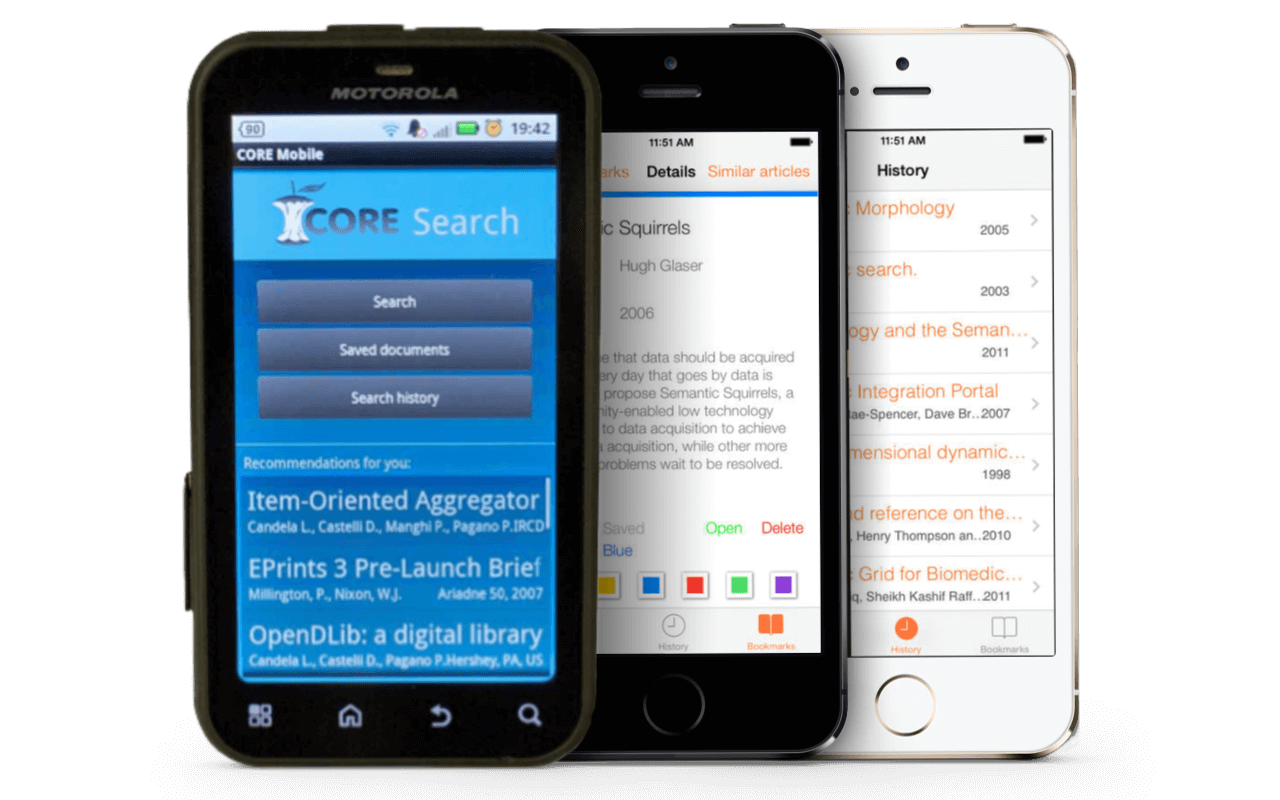 MOTOROLA
90
19:42
CORE Mobile
CORE Search
Search
Saved documents
Search history
Recommendations for you:
Item-Oriented Aggregator
Candela L., Castelli D., Manghi P., Pagano P.IRCD
EPrints 3 Pre-Launch Brief
Millington, P., Nixon, W.J. Ariadne 50, 2007
OpenDLib: a digital library
Candela L., Castelli D., Pagano P.Hershey, PA, US
11:51 AM
arks Details Similar articles
ic Squirrels
Hugh Glaser
2006
e that data should be acquired
ery day that goes by data is
propose Semantic Squirrels, a
nity-enabled low technology
to data acquisition to achieve
acquisition, while other more
problems wait to be resolved.
Saved Open Delete
Blue
History Bookmarks
11:51 AM
History
c Morphology
2005
c search.
2003
ogy and the Seman...
2011
c Integration Portal
ae-Spencer, Dave Br...2007
mensional dynamic...
1998
d reference on the...
, Henry Thompson an..2010
c Grid for Biomedic...
q, Sheikh Kashif Raff...2011
History Bookmarks